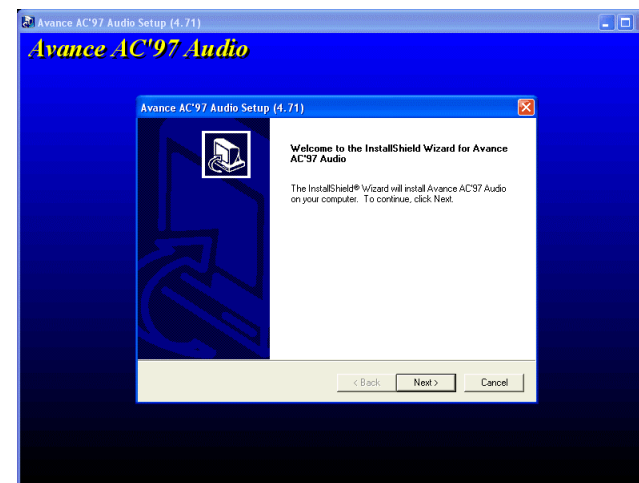 Avance AC'97 Audio Setup (4.71)
Avance AC'97 Audio
Avance AC'97 Audio Setup (4.71)
Welcome to the InstallShield Wizard for Avance
AC'97 Audio
The InstallShield® Wizard will install Avance AC'97 Audio
on your computer. To continue, click Next.
< Back
Next >
Cancel